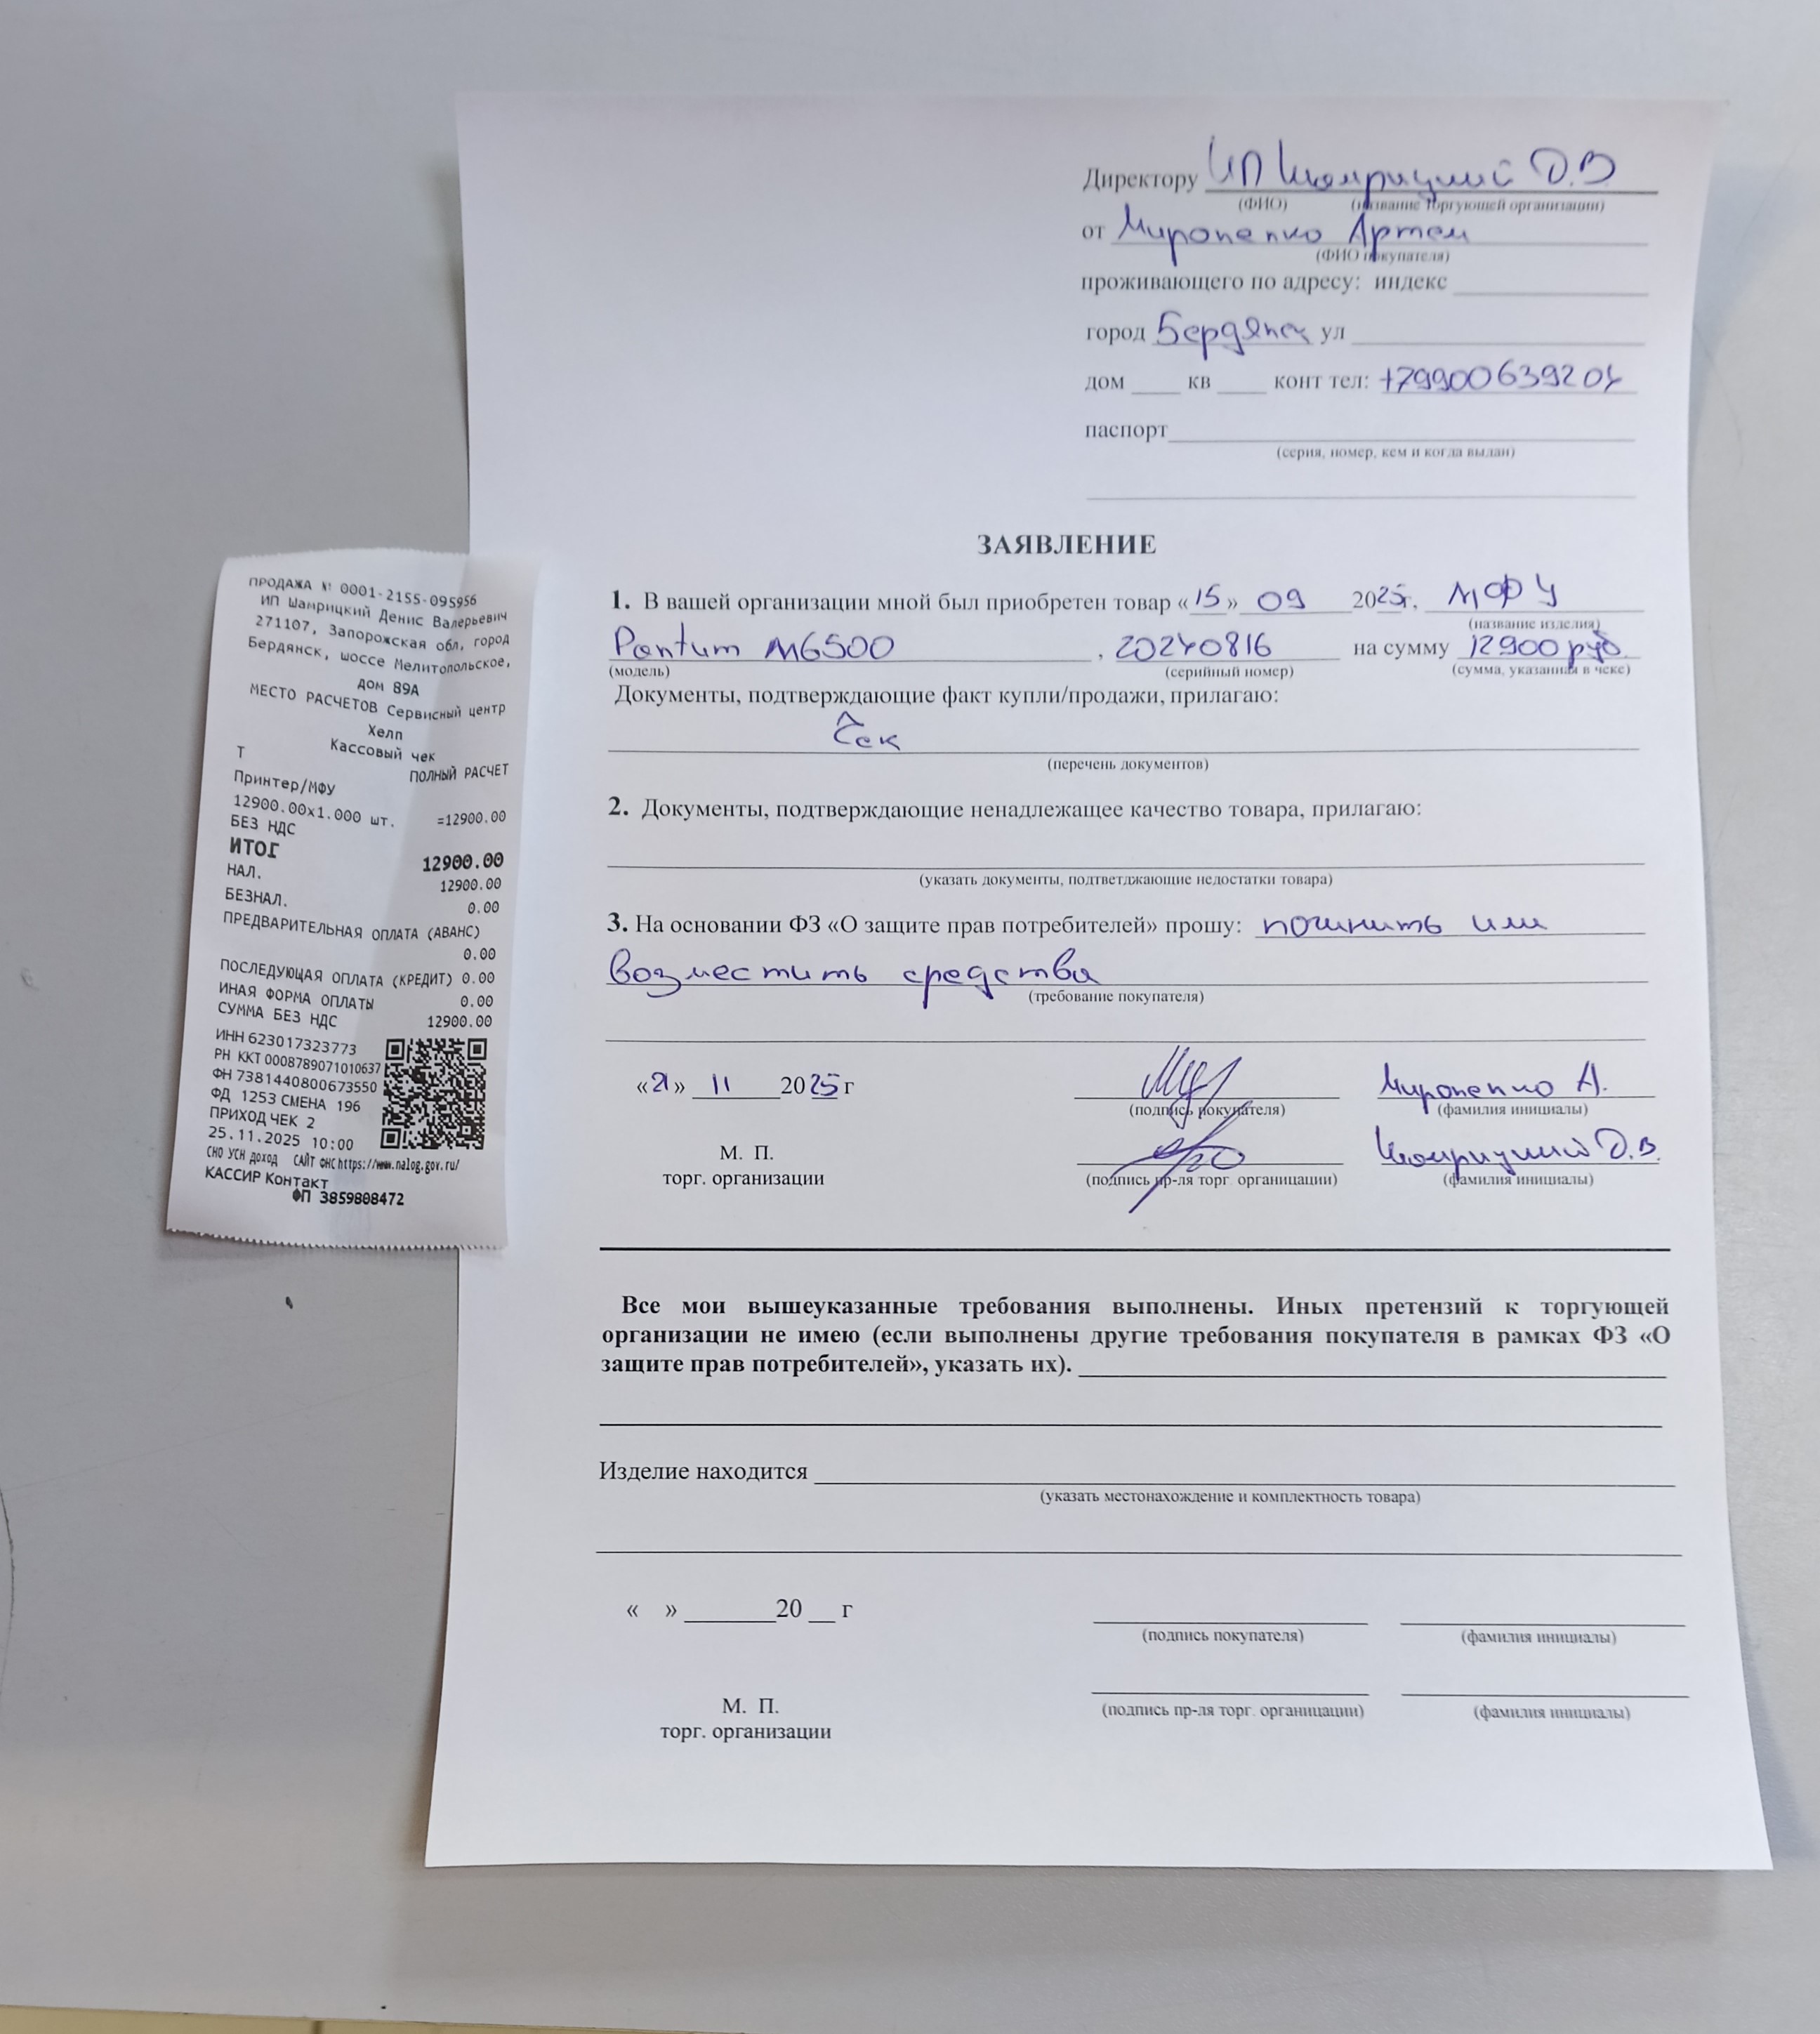 Директору ИП Шамрицкий Д.В
(ФИО) (название торгующей организации)
от Мироненко Артем
(ФИО покупателя)
проживающего по адресу: индекс
город Бердянск ул
дом кв конт тел: +79900639204
паспорт
(серия, номер, кем и когда выдан)
ЗАЯВЛЕНИЕ
1. В вашей организации мной был приобретен товар «15» 09 2025г, МФУ
(название изделия)
Pantum M6500, 20240816 на сумму 12900 руб.
(модель) (серийный номер) (сумма, указанная в чеке)
Документы, подтверждающие факт купли/продажи, прилагаю:
Чек
(перечень документов)
2. Документы, подтверждающие ненадлежащее качество товара, прилагаю:
(указать документы, подтветджающие недостатки товара)
3. На основании ФЗ «О защите прав потребителей» прошу: починить или
возместить средства
(требование покупателя)
«21» 11 2025 г Мироненко А.
(подпись покупателя) (фамилия инициалы)
М. П. Шамрицкий Д.В.
торг. организации (подпись пр-ля торг. органицации) (фамилия инициалы)
Все мои вышеуказанные требования выполнены. Иных претензий к торгующей
организации не имею (если выполнены другие требования покупателя в рамках ФЗ «О
защите прав потребителей», указать их).
Изделие находится
(указать местонахождение и комплектность товара)
« » 20 г
(подпись покупателя) (фамилия инициалы)
М. П.
торг. организации (подпись пр-ля торг. органицации) (фамилия инициалы)
ПРОДАЖА № 0001-2155-095956
ИП Шамрицкий Денис Валерьевич
271107, Запорожская обл, город
Бердянск, шоссе Мелитопольское,
дом 89А
МЕСТО РАСЧЕТОВ Сервисный центр
Хелп
Кассовый чек
Т ПОЛНЫЙ РАСЧЕТ
Принтер/МФУ
12900.00x1.000 шт. =12900.00
БЕЗ НДС
ИТОГ 12900.00
НАЛ. 12900.00
БЕЗНАЛ. 0.00
ПРЕДВАРИТЕЛЬНАЯ ОПЛАТА (АВАНС)
0.00
ПОСЛЕДУЮЩАЯ ОПЛАТА (КРЕДИТ) 0.00
ИНАЯ ФОРМА ОПЛАТЫ 0.00
СУММА БЕЗ НДС 12900.00
ИНН 623017323773
РН ККТ 0008789071010637
ФН 7381440800673550
ФД 1253 СМЕНА 196
ПРИХОД ЧЕК 2
25.11.2025 10:00
СНО УСН доход САЙТ ФНС https://www.nalog.gov.ru/
КАССИР Контакт
ФП 3859808472